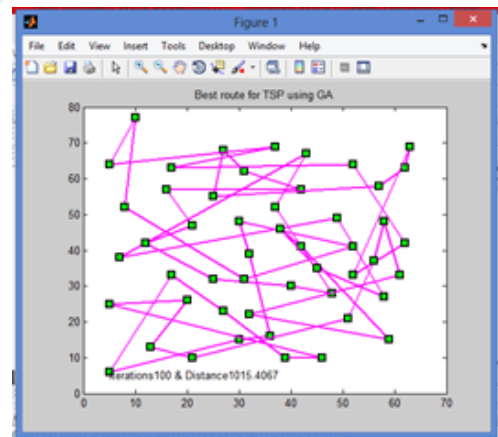 Figure 1
File Edit View Insert Tools Desktop Window Help
Best route for TSP using GA
80
70
60
50
40
30
20
10
0
Iterations100 & Distance1015.4067
0 10 20 30 40 50 60 70